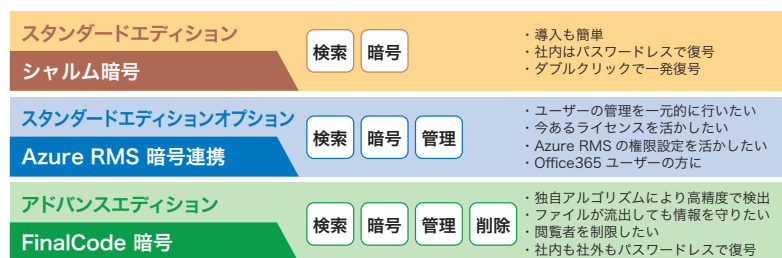 スタンダードエディション
シャルム暗号
検索 暗号
・導入も簡単
・社内はパスワードレスで復号
・ダブルクリックで一発復号
スタンダードエディションオプション
Azure RMS 暗号連携
検索 暗号 管理
・ユーザーの管理を一元的に行いたい
・今あるライセンスを活かしたい
・Azure RMS の権限設定を活かしたい
・Office365 ユーザーの方に
アドバンスエディション
FinalCode 暗号
検索 暗号 管理 削除
・独自アルゴリズムにより高精度で検出
・ファイルが流出しても情報を守りたい
・閲覧者を制限したい
・社内も社外もパスワードレスで復号